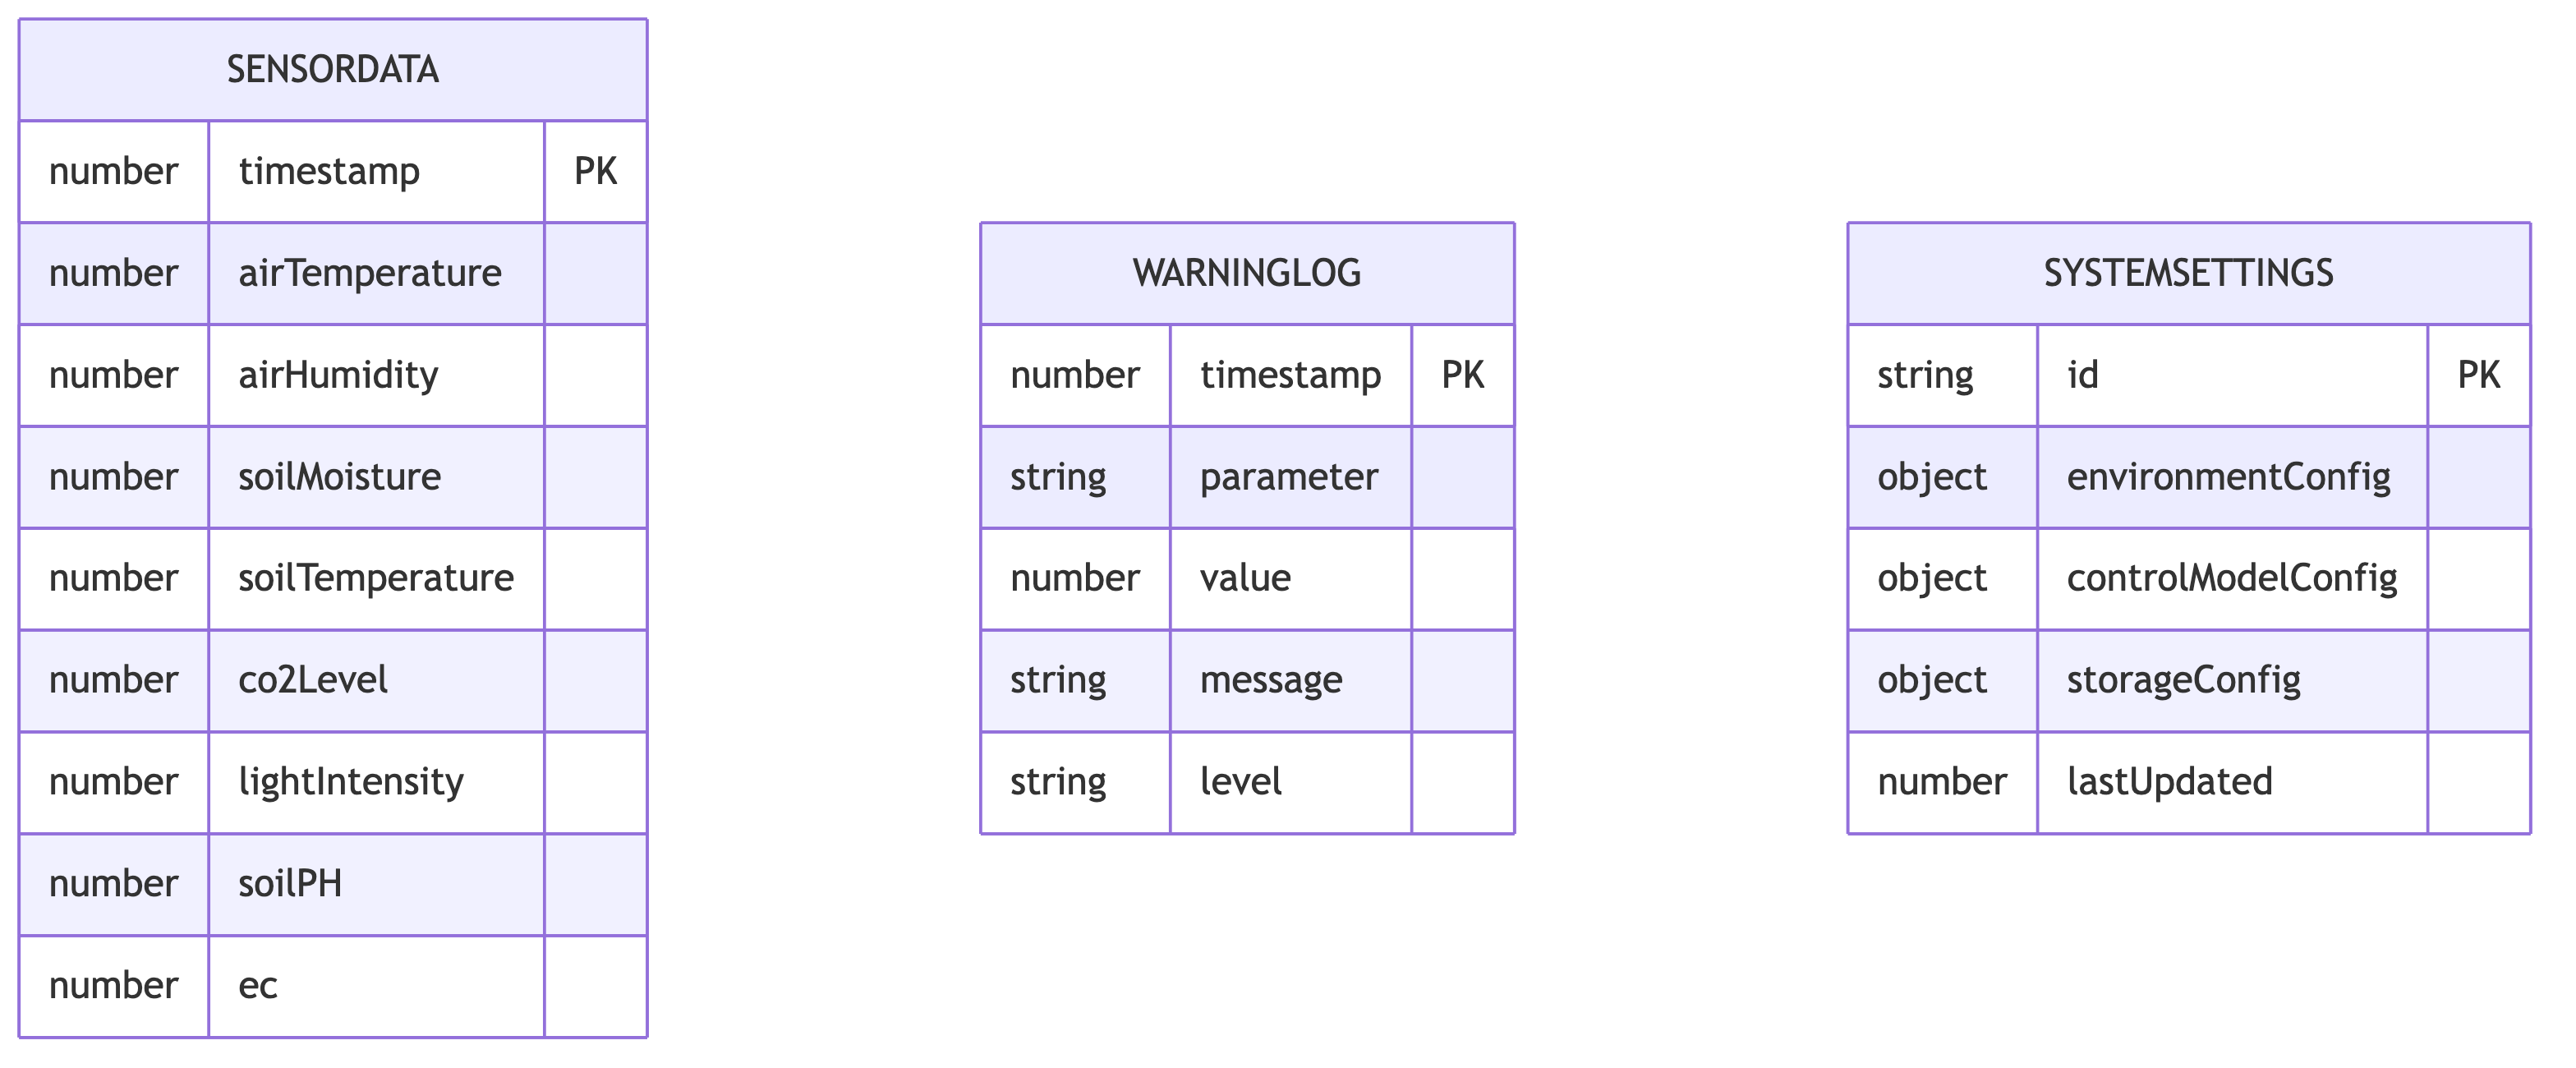 SENSORDATA
number timestamp PK
number airTemperature
number airHumidity
number soilMoisture
number soilTemperature
number co2Level
number lightIntensity
number soilPH
number ec
WARNINGLOG
number timestamp PK
string parameter
number value
string message
string level
SYSTEMSETTINGS
string id PK
object environmentConfig
object controlModelConfig
object storageConfig
number lastUpdated